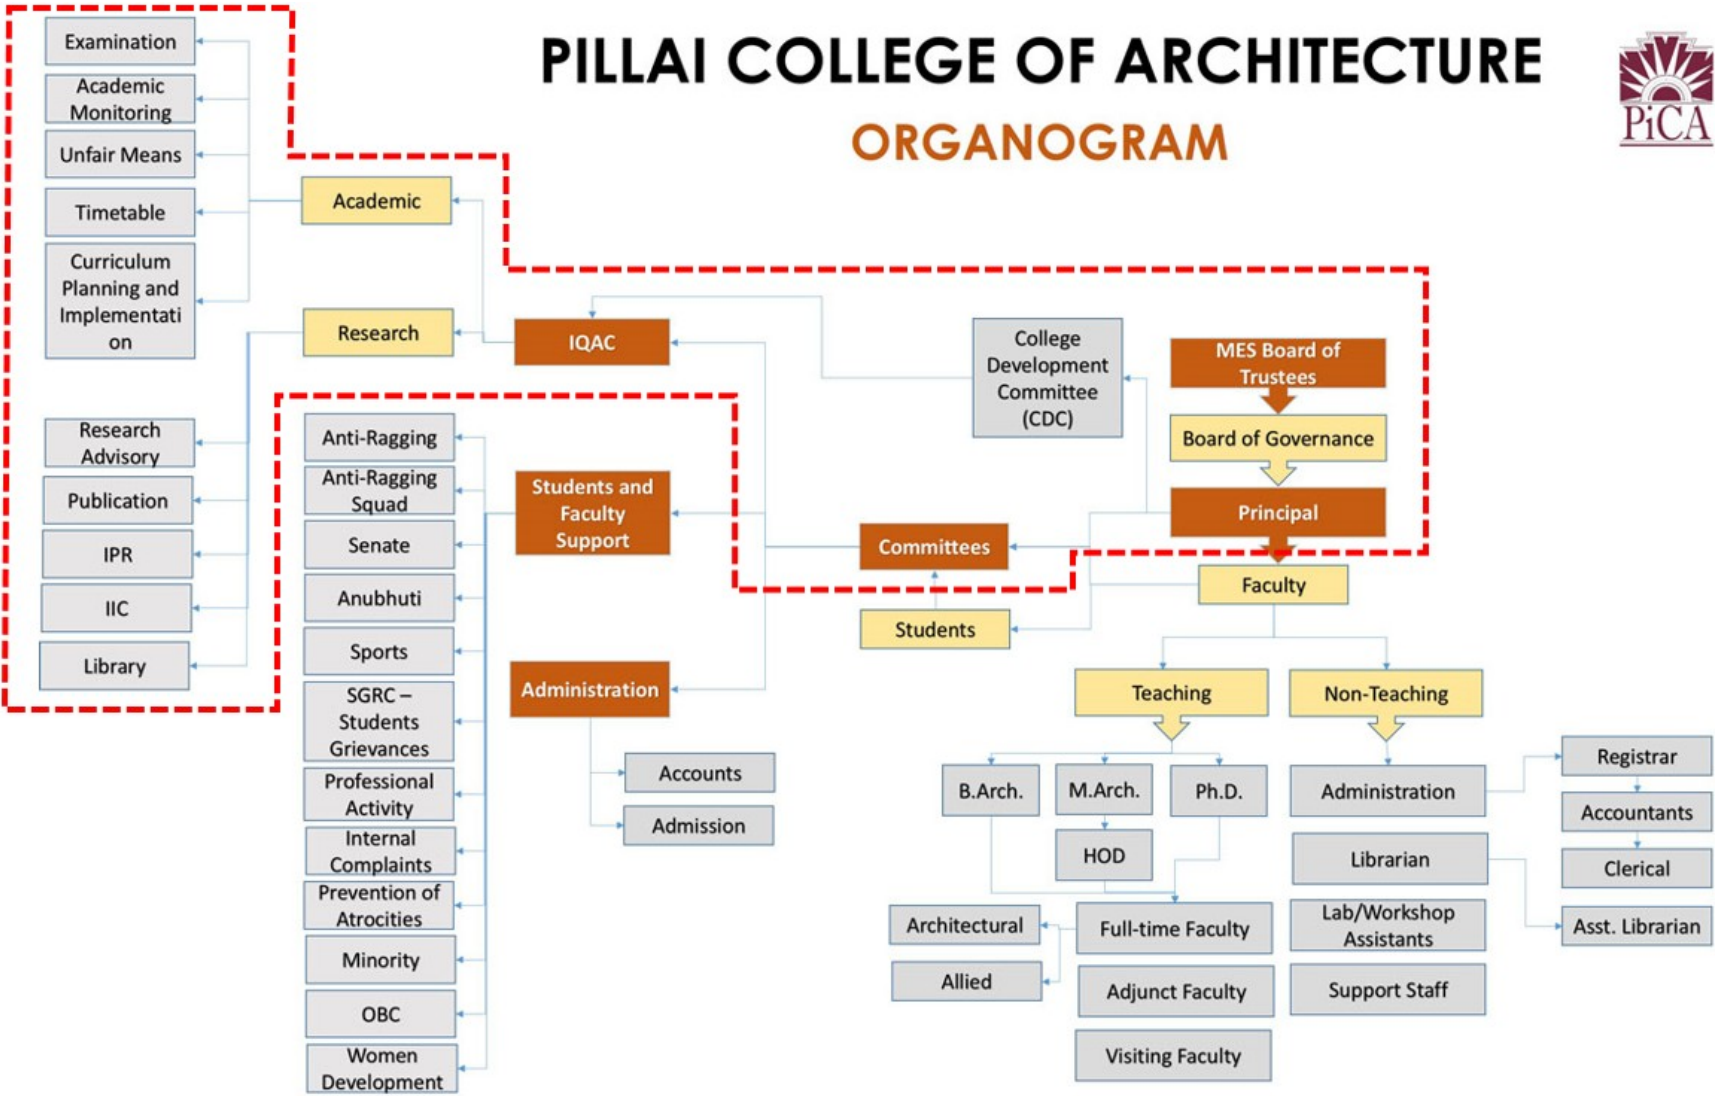 PILLAI COLLEGE OF ARCHITECTURE
ORGANOGRAM
PiCA
Examination
Academic
Monitoring
Unfair Means
Timetable
Curriculum
Planning and
Implementati
on
Academic
Research
IQAC
College
Development
Committee
(CDC)
MES Board of
Trustees
Board of Governance
Principal
Research
Advisory
Publication
IPR
IIC
Library
Anti-Ragging
Anti-Ragging
Squad
Senate
Anubhuti
Sports
SGRC –
Students
Grievances
Professional
Activity
Internal
Complaints
Prevention of
Atrocities
Minority
OBC
Women
Development
Students and
Faculty
Support
Committees
Students
Administration
Accounts
Admission
Faculty
Teaching
Non-Teaching
B.Arch.
M.Arch.
Ph.D.
HOD
Architectural
Allied
Full-time Faculty
Adjunct Faculty
Visiting Faculty
Administration
Librarian
Lab/Workshop
Assistants
Support Staff
Registrar
Accountants
Clerical
Asst. Librarian